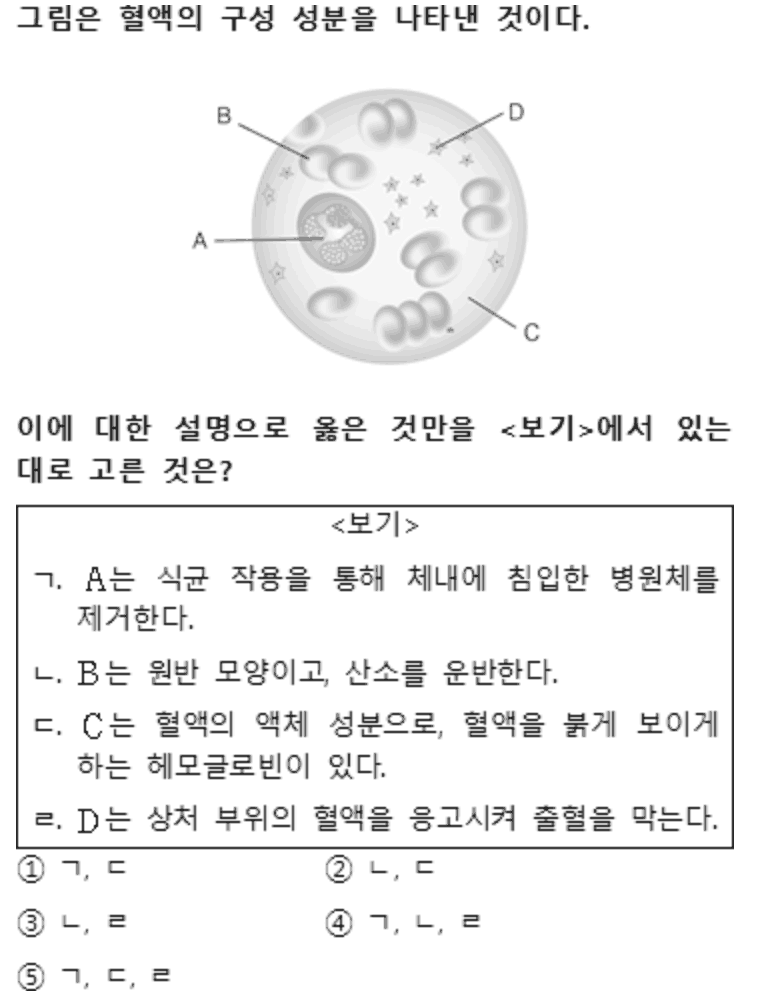 그림은 혈액의 구성 성분을 나타낸 것이다.
B
D
A
C
이에 대한 설명으로 옳은 것만을 <보기>에서 있는
대로 고른 것은?
<보기>
ㄱ. A는 식균 작용을 통해 체내에 침입한 병원체를
제거한다.
ㄴ. B는 원반 모양이고, 산소를 운반한다.
ㄷ. C는 혈액의 액체 성분으로, 혈액을 붉게 보이게
하는 헤모글로빈이 있다.
ㄹ. D는 상처 부위의 혈액을 응고시켜 출혈을 막는다.
① ㄱ, ㄷ ② ㄴ, ㄷ
③ ㄴ, ㄹ ④ ㄱ, ㄴ, ㄹ
⑤ ㄱ, ㄷ, ㄹ